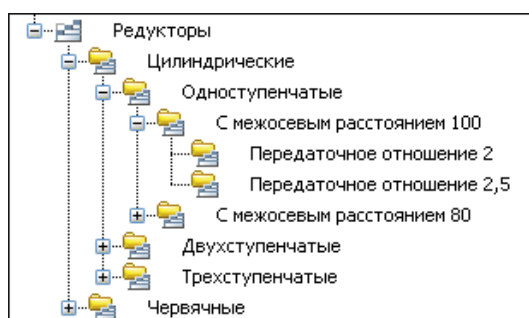 Редукторы
Цилиндрические
Одноступенчатые
С межосевым расстоянием 100
Передаточное отношение 2
Передаточное отношение 2,5
С межосевым расстоянием 80
Двухступенчатые
Трехступенчатые
Червячные